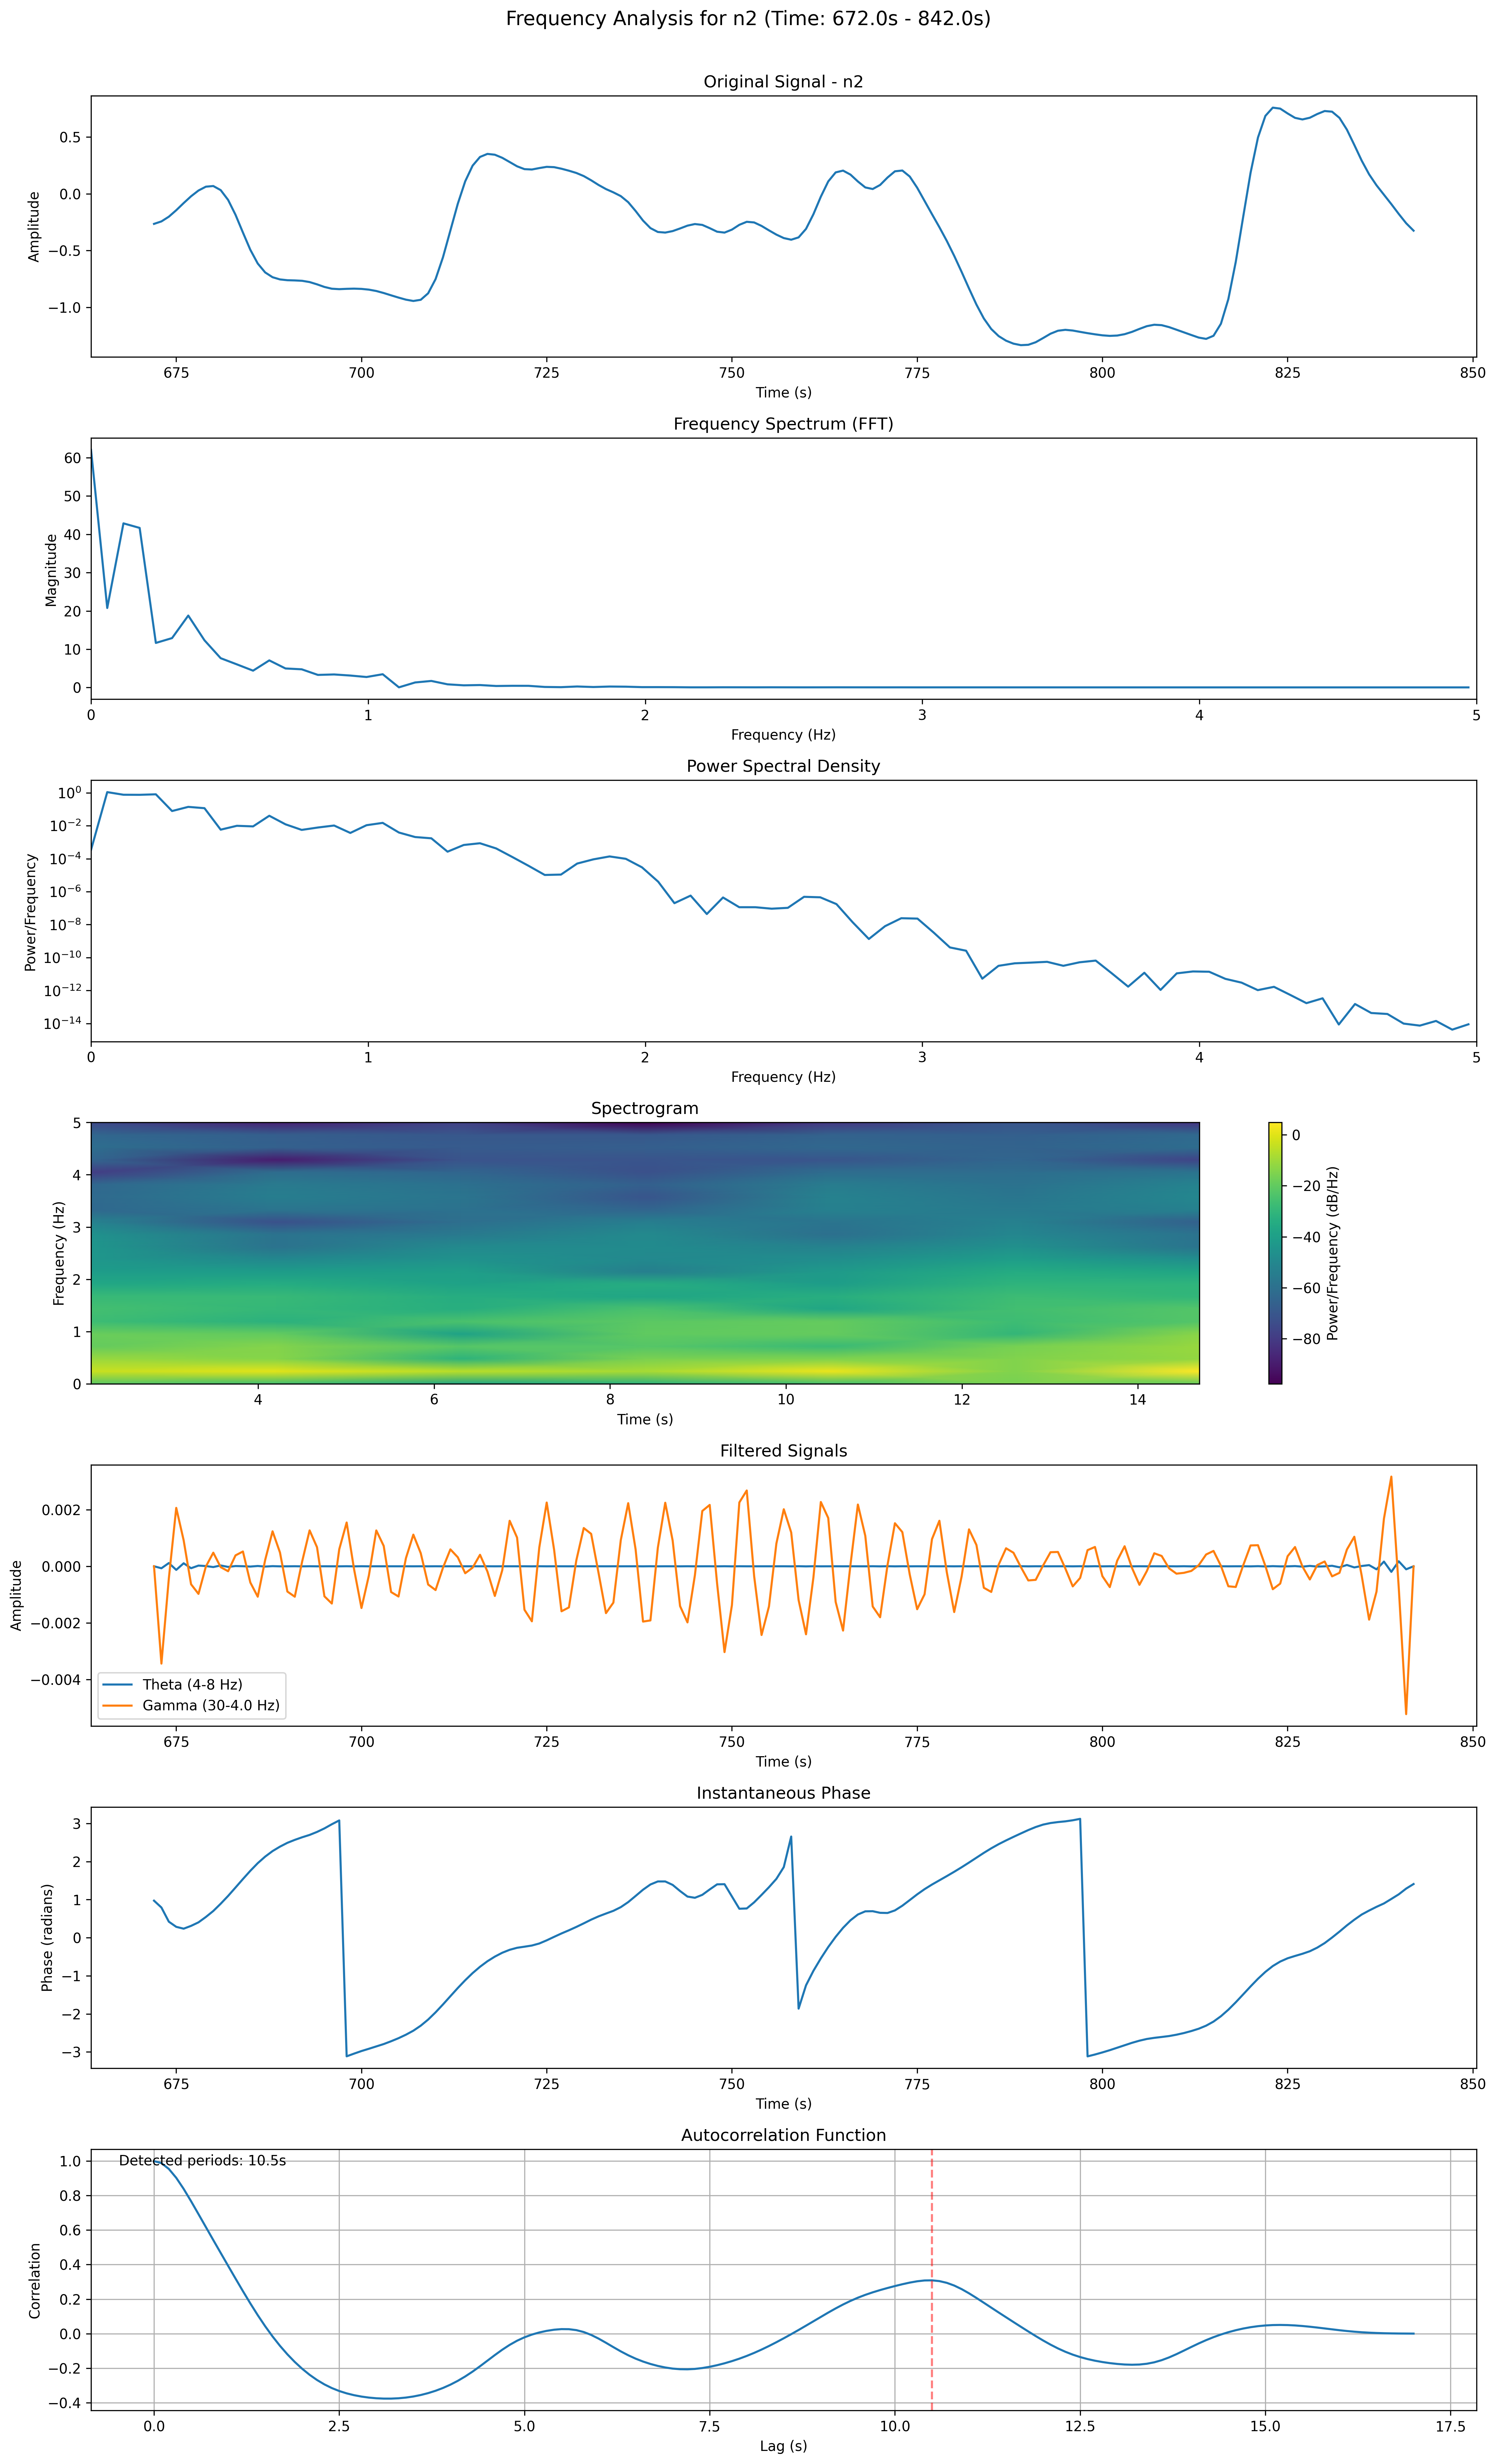 Frequency Analysis for n2 (Time: 672.0s - 842.0s)
Original Signal - n2
Amplitude
0.5
0.0
−0.5
−1.0
675 700 725 750 775 800 825 850
Time (s)
Frequency Spectrum (FFT)
Magnitude
60
50
40
30
20
10
0
0 1 2 3 4 5
Frequency (Hz)
Power Spectral Density
Power/Frequency
10⁰
10⁻²
10⁻⁴
10⁻⁶
10⁻⁸
10⁻¹⁰
10⁻¹²
10⁻¹⁴
0 1 2 3 4 5
Frequency (Hz)
Spectrogram
Frequency (Hz)
5
4
3
2
1
0
4 6 8 10 12 14
Time (s)
0
−20
−40
−60
−80
Power/Frequency (dB/Hz)
Filtered Signals
Amplitude
0.002
0.000
−0.002
−0.004
Theta (4-8 Hz)
Gamma (30-4.0 Hz)
675 700 725 750 775 800 825 850
Time (s)
Instantaneous Phase
Phase (radians)
3
2
1
0
−1
−2
−3
675 700 725 750 775 800 825 850
Time (s)
Autocorrelation Function
Detected periods: 10.5s
Correlation
1.0
0.8
0.6
0.4
0.2
0.0
−0.2
−0.4
0.0 2.5 5.0 7.5 10.0 12.5 15.0 17.5
Lag (s)